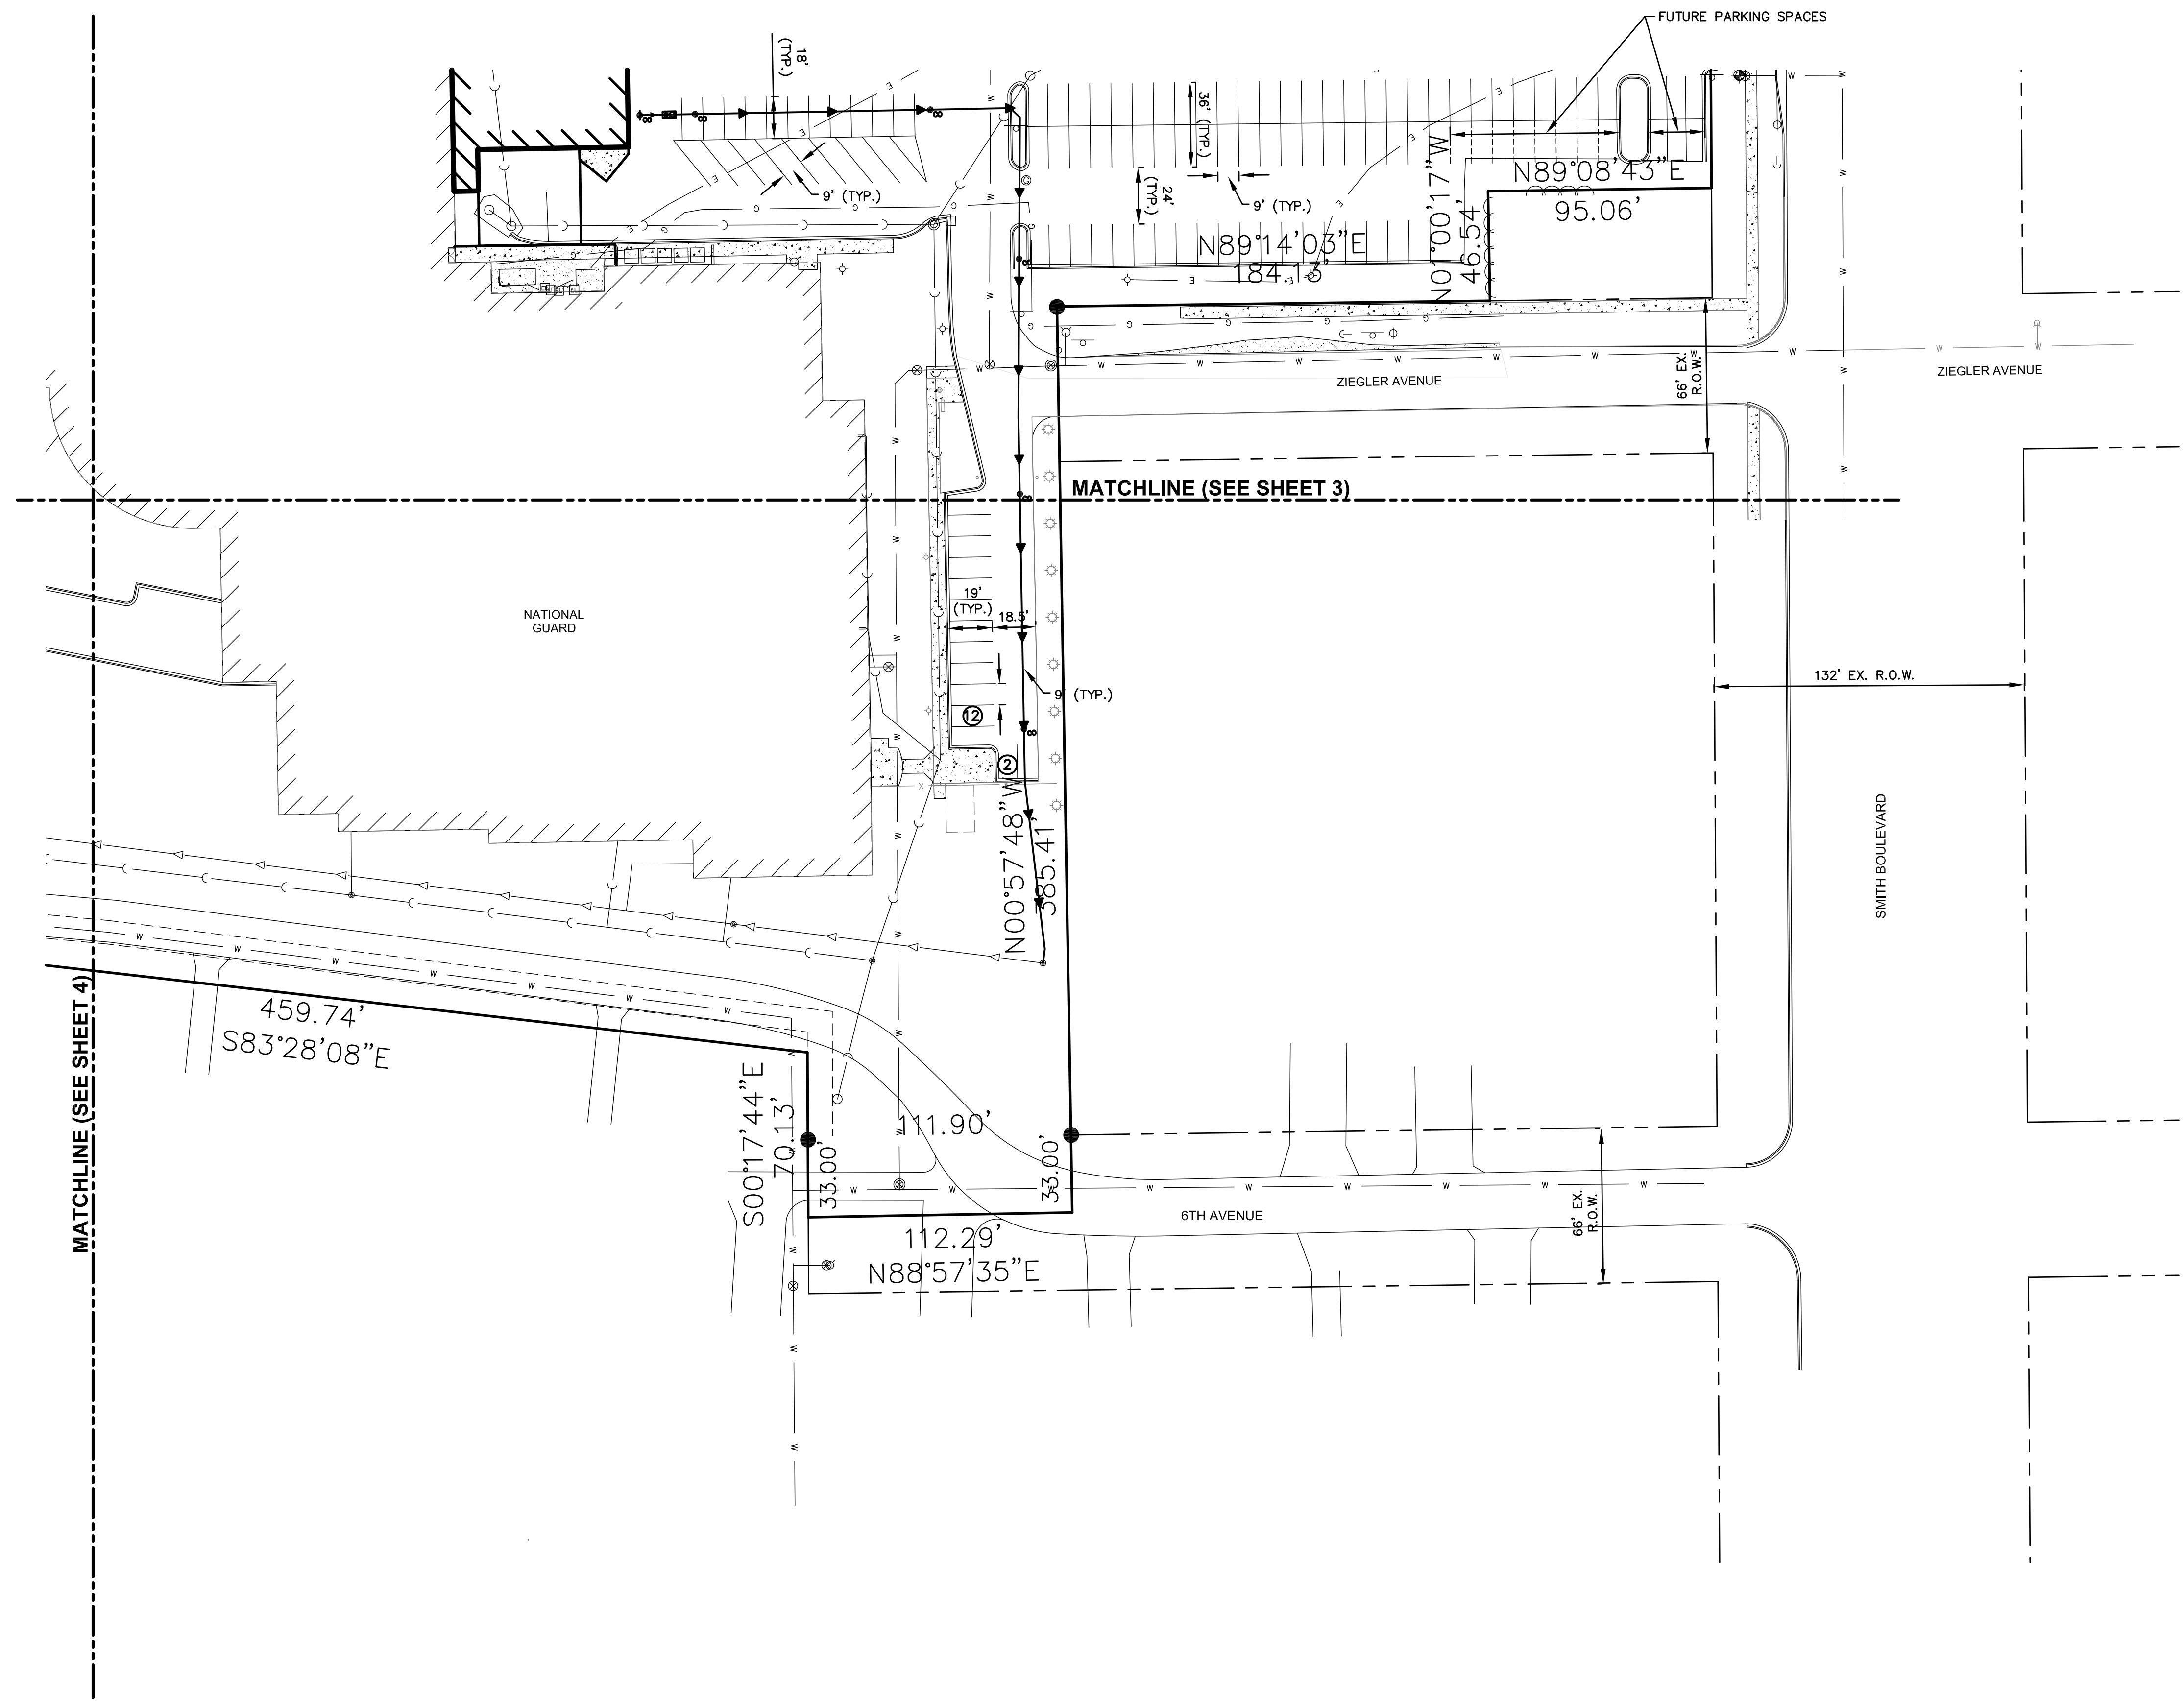 FUTURE PARKING SPACES
18'
(TYP.)
36' (TYP.)
9' (TYP.)
24'
(TYP.)
9' (TYP.)
N89°08'43"E
95.06'
N01°00'17"W
46.54'
N89°14'03"E
184.13'
66' EX.
R.O.W.
ZIEGLER AVENUE
ZIEGLER AVENUE
MATCHLINE (SEE SHEET 3)
NATIONAL
GUARD
19'
(TYP.)
18.5'
9' (TYP.)
12
2
132' EX. R.O.W.
SMITH BOULEVARD
N00°57'48"W
385.41'
MATCHLINE (SEE SHEET 4)
459.74'
S83°28'08"E
S00°17'44"E
70.13'
33.00'
111.90'
33.00'
6TH AVENUE
66' EX.
R.O.W.
112.29'
N88°57'35"E